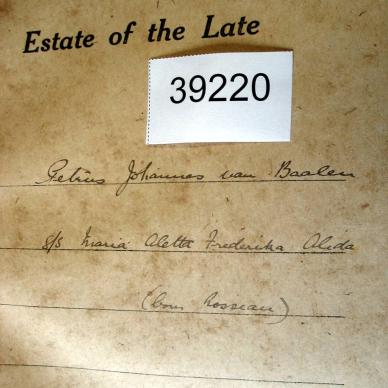 Estate of the Late
39220
Petrus Johannes van Baalen
s/s Maria Aletta Frederika Alida
(born Rosseau)